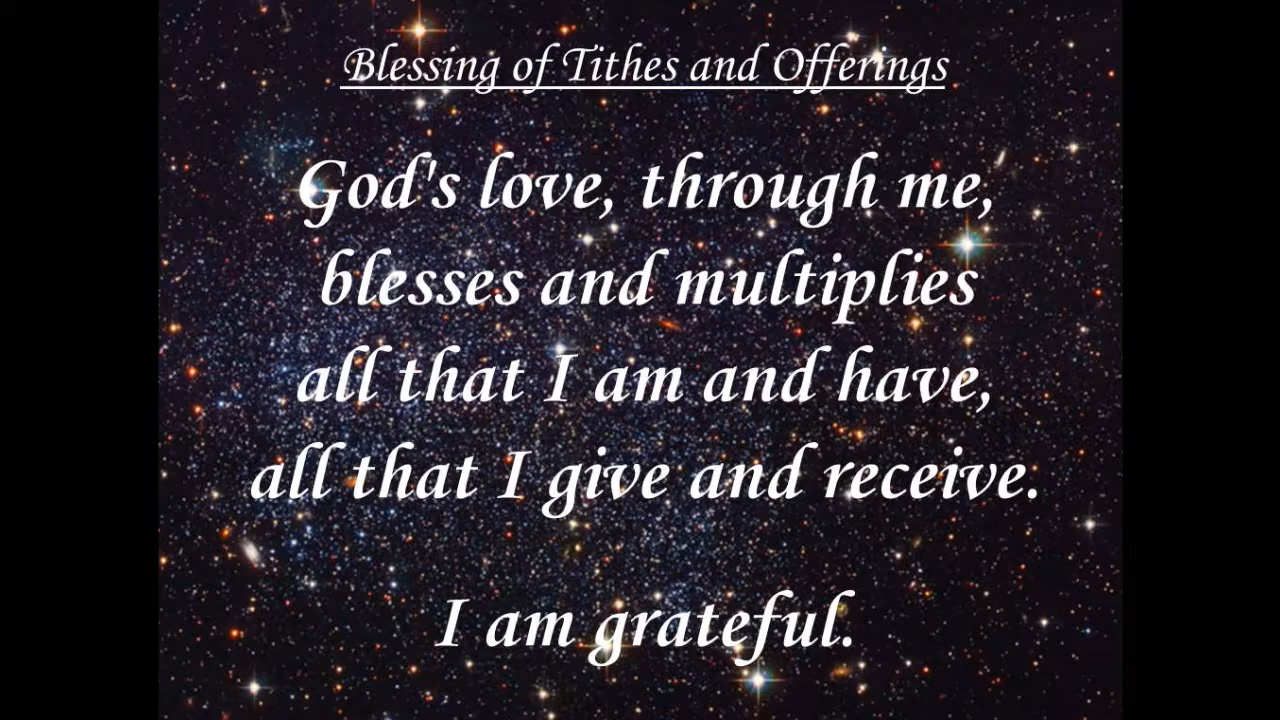 Blessing of Tithes and Offerings
God's love, through me,
blesses and multiplies
all that I am and have,
all that I give and receive.
I am grateful.